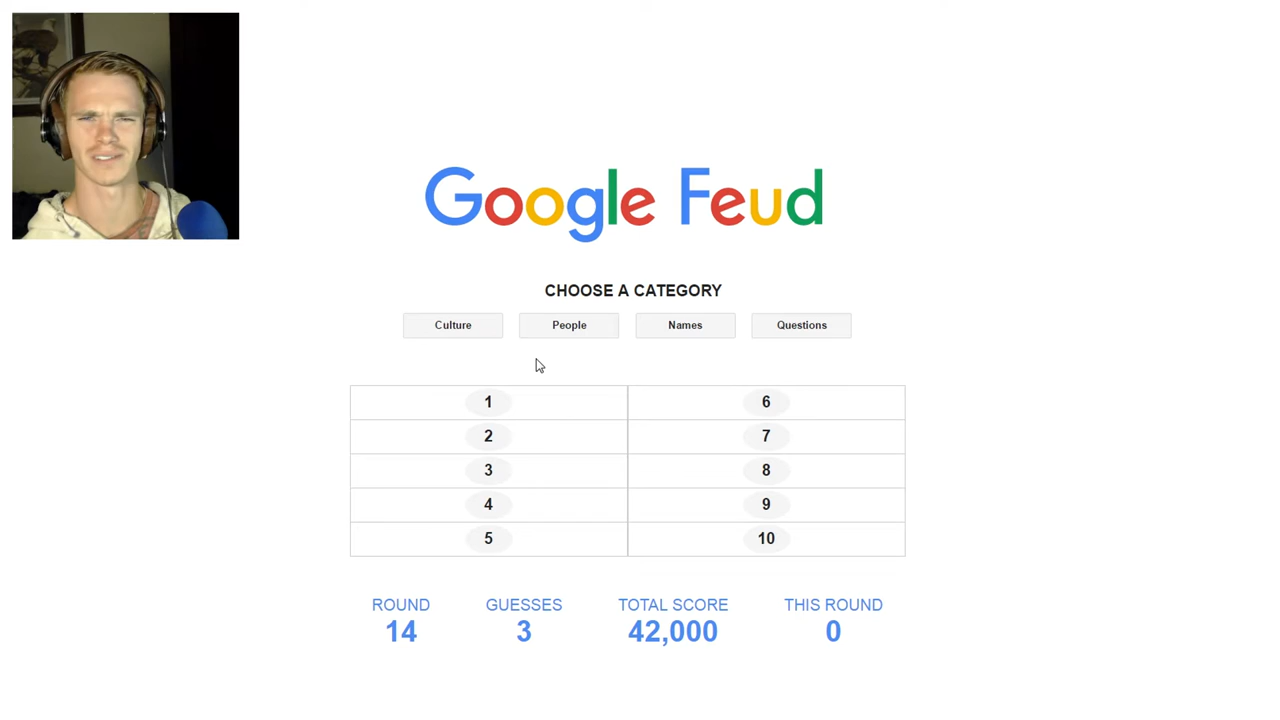 Google Feud
CHOOSE A CATEGORY
Culture People Names Questions
1 6
2 7
3 8
4 9
5 10
ROUND GUESSES TOTAL SCORE THIS ROUND
14 3 42,000 0